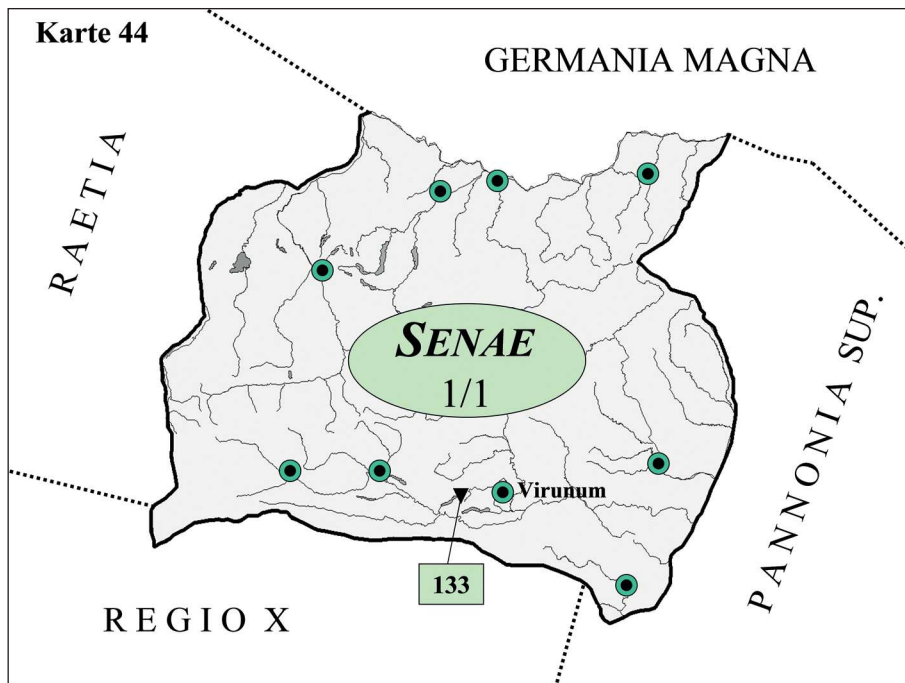 Karte 44
GERMANIA MAGNA
RAETIA
SENAE
1/1
PANNONIA SUP.
Virunum
133
REGIO X